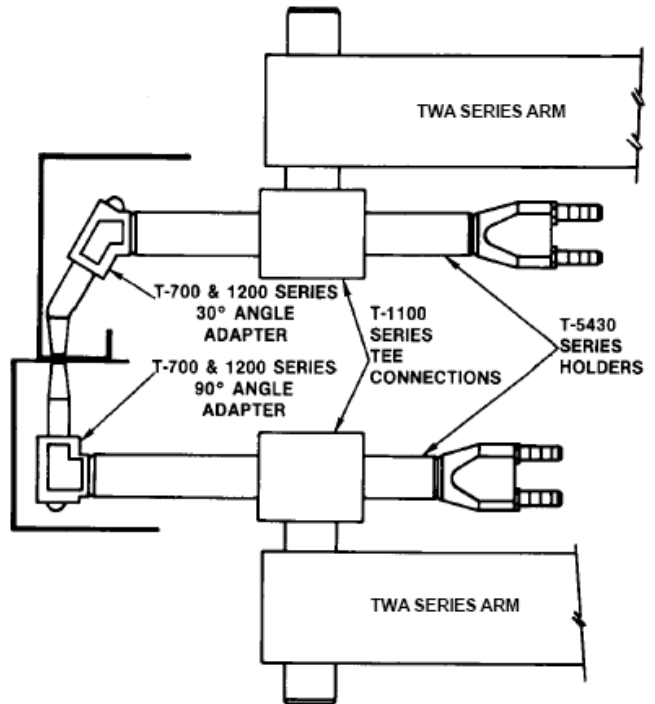 TWA SERIES ARM
T-700 & 1200 SERIES
30° ANGLE
ADAPTER
T-1100
SERIES
TEE
CONNECTIONS
T-5430
SERIES
HOLDERS
T-700 & 1200 SERIES
90° ANGLE
ADAPTER
TWA SERIES ARM